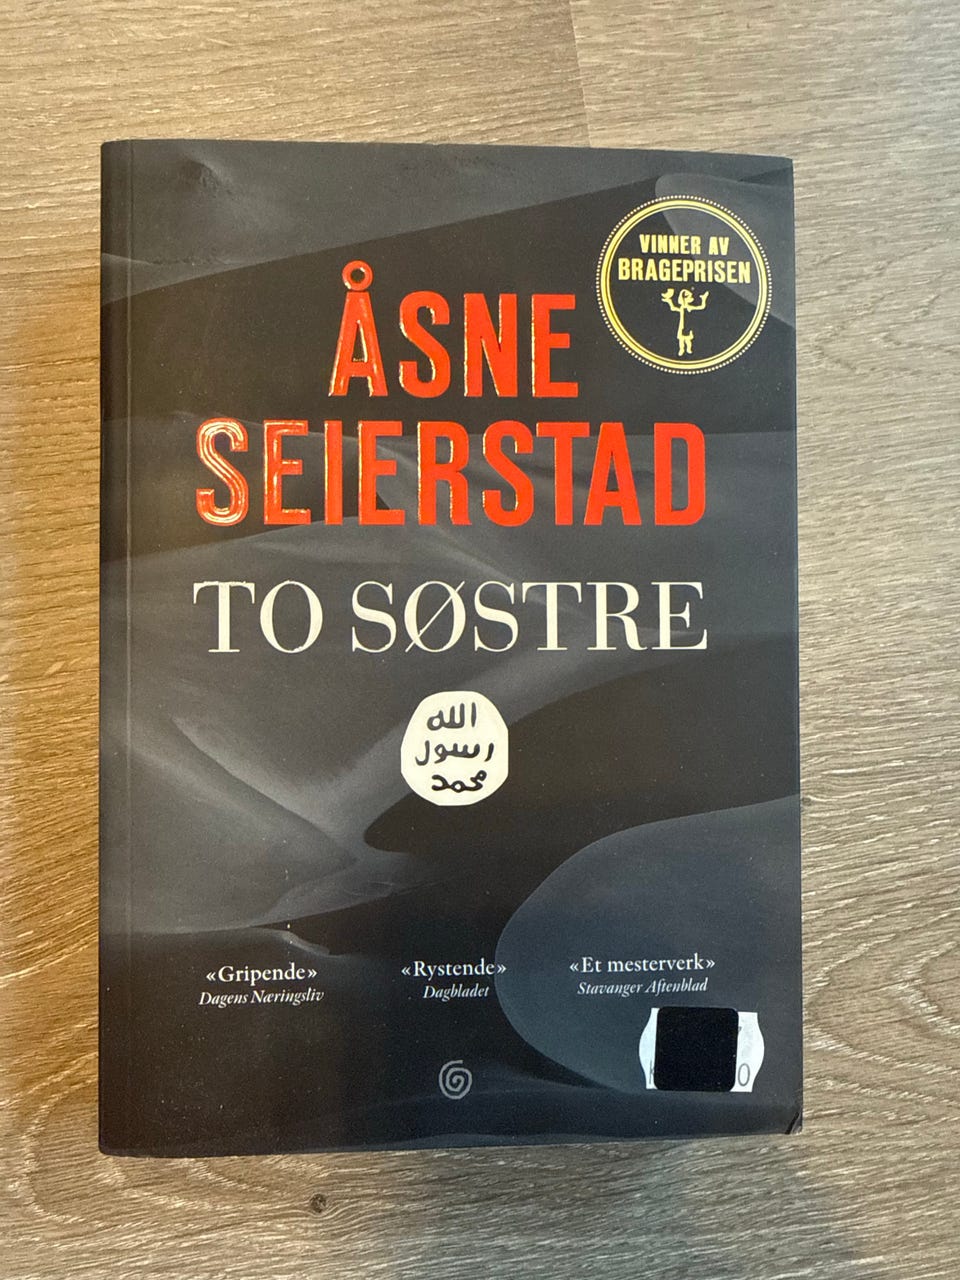 VINNER AV
BRAGEPRISEN
ÅSNE
SEIERSTAD
TO SØSTRE
الله
رسول
محمد
«Gripende»
Dagens Næringsliv
«Rystende»
Dagbladet
«Et mesterverk»
Stavanger Aftenblad